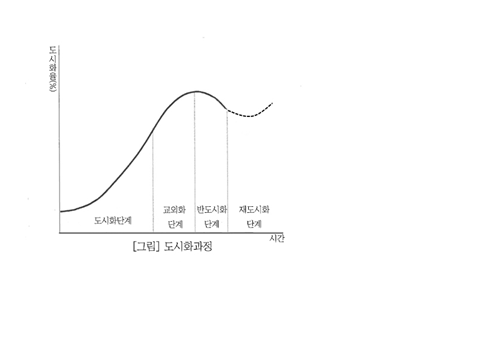 도시화율(%)
도시화단계
교외화
단계
반도시화
단계
재도시화
단계
시간
[그림] 도시화과정